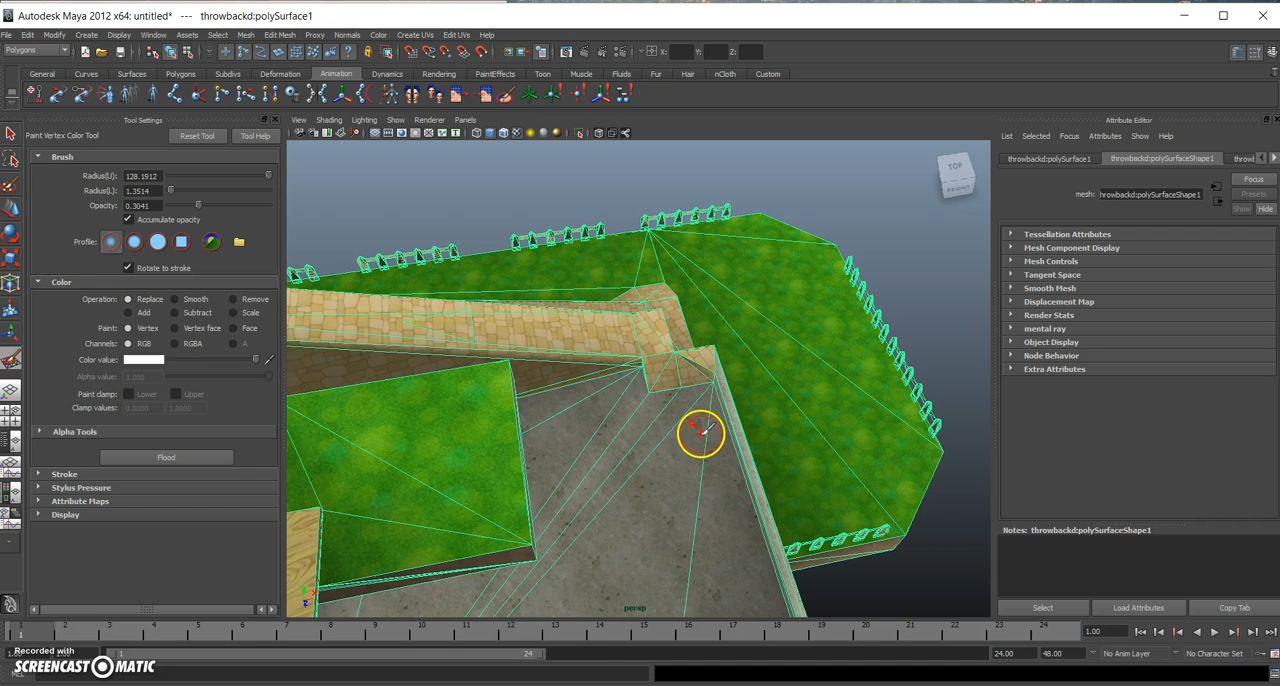 Autodesk Maya 2012 x64: untitled* --- throwbackd:polySurface1
File Edit Modify Create Display Window Assets Select Mesh Edit Mesh Proxy Normals Color Create UVs Edit UVs Help
Polygons X: Y: Z:
General Curves Surfaces Polygons Subdivs Deformation Animation Dynamics Rendering PaintEffects Toon Muscle Fluids Fur Hair nCloth Custom
Tool Settings
Paint Vertex Color Tool Reset Tool Tool Help
Brush
Radius(U): 128.1912
Radius(L): 1.3514
Opacity: 0.3041
Accumulate opacity
Profile:
Rotate to stroke
Color
Operation: Replace Smooth Remove
Add Subtract Scale
Paint: Vertex Vertex face Face
Channels: RGB RGBA A
Color value:
Alpha value: 1.000
Paint damp: Lower Upper
Clamp values: 0.0000 1.0000
Alpha Tools
Flood
Stroke
Stylus Pressure
Attribute Maps
Display
View Shading Lighting Show Renderer Panels
TOP
FRONT
persp
Attribute Editor
List Selected Focus Attributes Show Help
throwbackd:polySurface1 throwbackd:polySurfaceShape1 throwl
Focus
Presets
Show Hide
mesh: hrowbackd:polySurfaceShape1
Tessellation Attributes
Mesh Component Display
Mesh Controls
Tangent Space
Smooth Mesh
Displacement Map
Render Stats
mental ray
Object Display
Node Behavior
Extra Attributes
Notes: throwbackd:polySurfaceShape1
Select Load Attributes Copy Tab
1 2 3 4 5 6 7 8 9 10 11 12 13 14 15 16 17 18 19 20 21 22 23 24
1 1.00
Recorded with
SCREENCAST-O-MATIC
1.00 1 24 24.00 48.00 No Anim Layer No Character Set
MEL